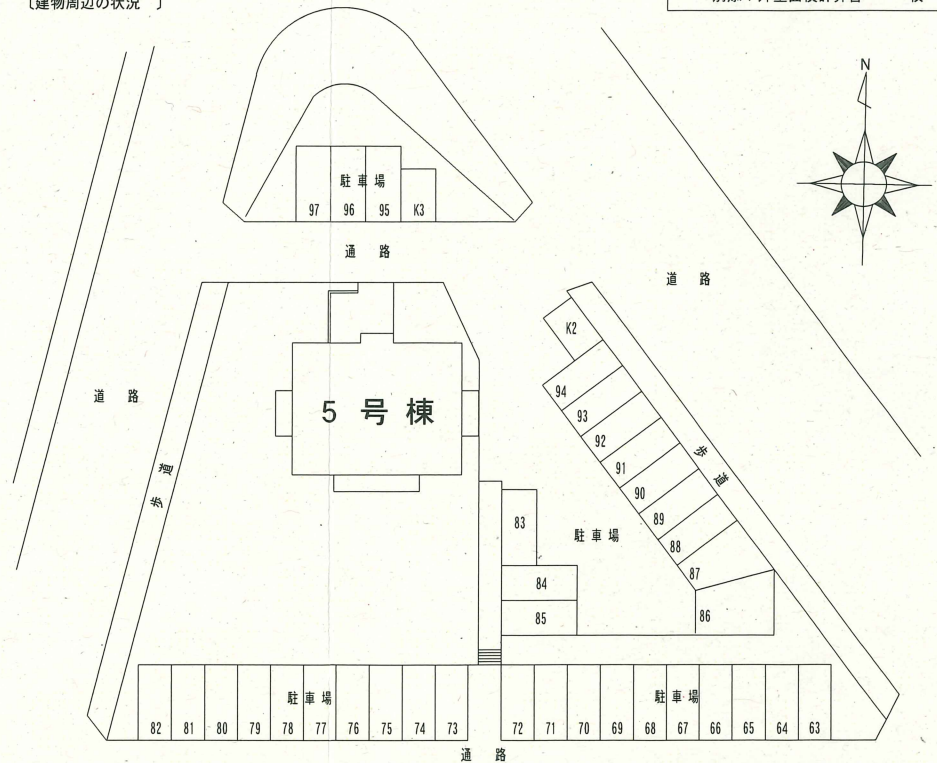 〔建物周辺の状況 〕
N
駐車場
97 96 95 K3
通 路
道 路
K2
道 路
5号棟
94
93
92
91
90
89
88
87
86
歩道
歩道
83
駐車場
84
85
駐車場
82 81 80 79 78 77 76 75 74 73
駐車場
72 71 70 69 68 67 66 65 64 63
通 路